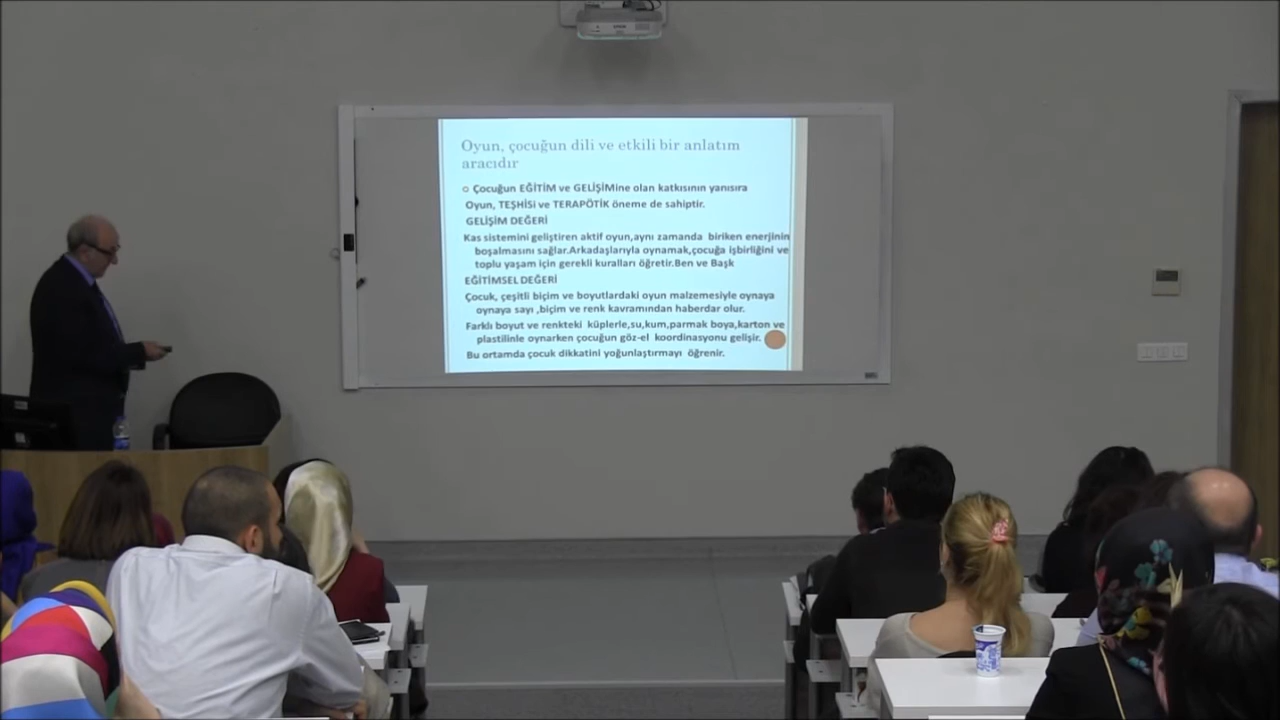 Oyun, çocuğun dili ve etkili bir anlatım
aracıdır
Çocuğun EĞİTİM ve GELİŞİMine olan katkısının yanısıra
Oyun, TEŞHİSi ve TERAPÖTİK öneme de sahiptir.
GELİŞİM DEĞERİ
Kas sistemini geliştiren aktif oyun,aynı zamanda biriken enerjinin
boşalmasını sağlar.Arkadaşlarıyla oynamak,çocuğa işbirliğini ve
toplu yaşam için gerekli kuralları öğretir.Ben ve Başk
EĞİTİMSEL DEĞERİ
Çocuk, çeşitli biçim ve boyutlardaki oyun malzemesiyle oynaya
oynaya sayı ,biçim ve renk kavramından haberdar olur.
Farklı boyut ve renkteki küplerle,su,kum,parmak boya,karton ve
plastilinle oynarken çocuğun göz-el koordinasyonu gelişir.
Bu ortamda çocuk dikkatini yoğunlaştırmayı öğrenir.